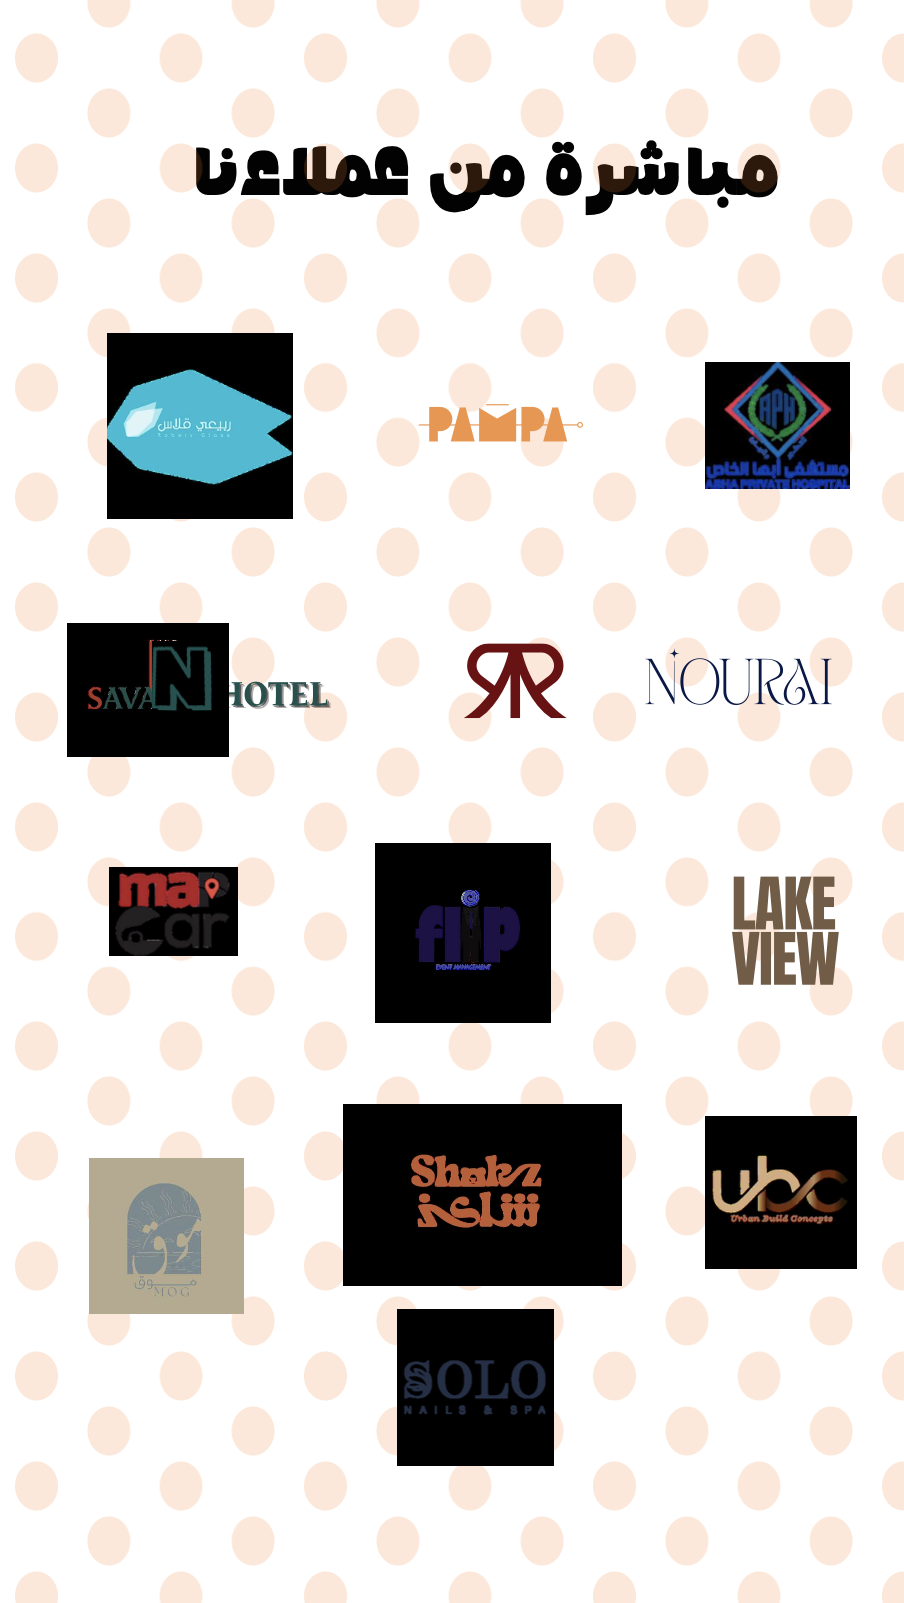 مباشرة من عملاءنا
ربيعي قلاس
PAMPA
APH
مستشفى أبها الخاص
ABHA PRIVATE HOSPITAL
SAVAN HOTEL
NOURAI
map
car
flip
EVENT MANAGEMENT
LAKE
VIEW
موق
MOG
Shakz
شاكز
ubc
Urban Build Concepts
SOLO
NAILS & SPA